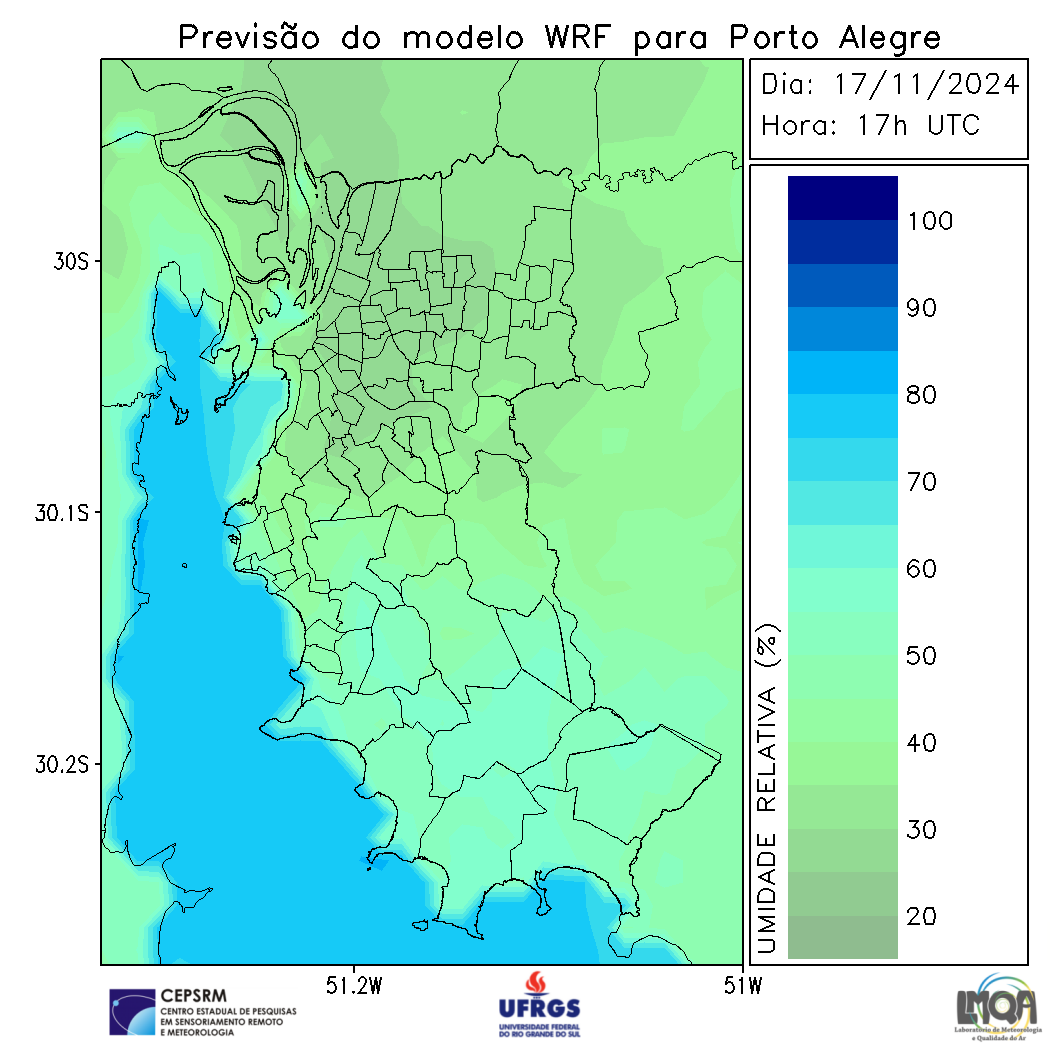 Previsão do modelo WRF para Porto Alegre
Dia: 17/11/2024
Hora: 17h UTC
100
90
80
70
60
50
40
30
20
UMIDADE RELATIVA (%)
30S
30.1S
30.2S
51.2W
51W
CEPSRM
CENTRO ESTADUAL DE PESQUISAS
EM SENSORIAMENTO REMOTO
E METEOROLOGIA
UFRGS
UNIVERSIDADE FEDERAL
DO RIO GRANDE DO SUL
LMQA
Laboratório de Meteorologia
e Qualidade do Ar